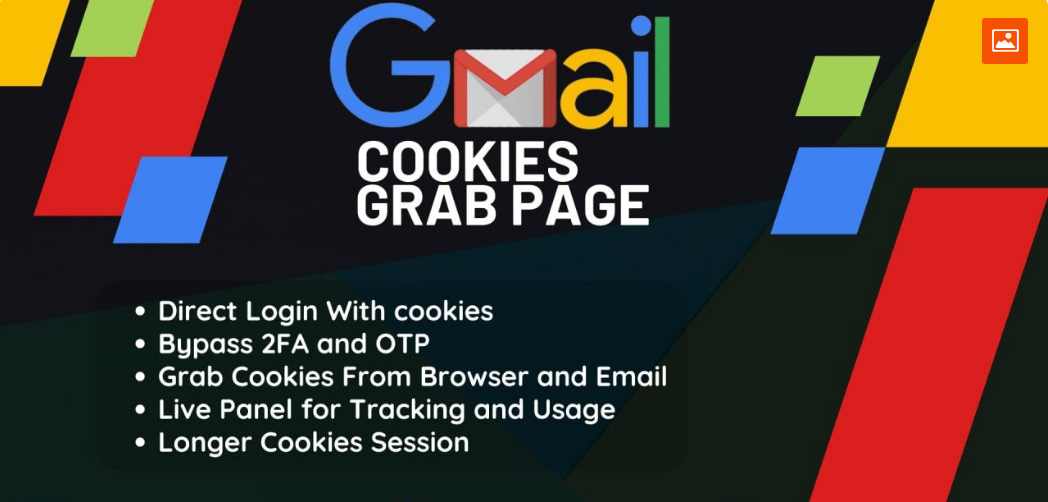 Gmail
COOKIES
GRAB PAGE
• Direct Login With cookies
• Bypass 2FA and OTP
• Grab Cookies From Browser and Email
• Live Panel for Tracking and Usage
• Longer Cookies Session